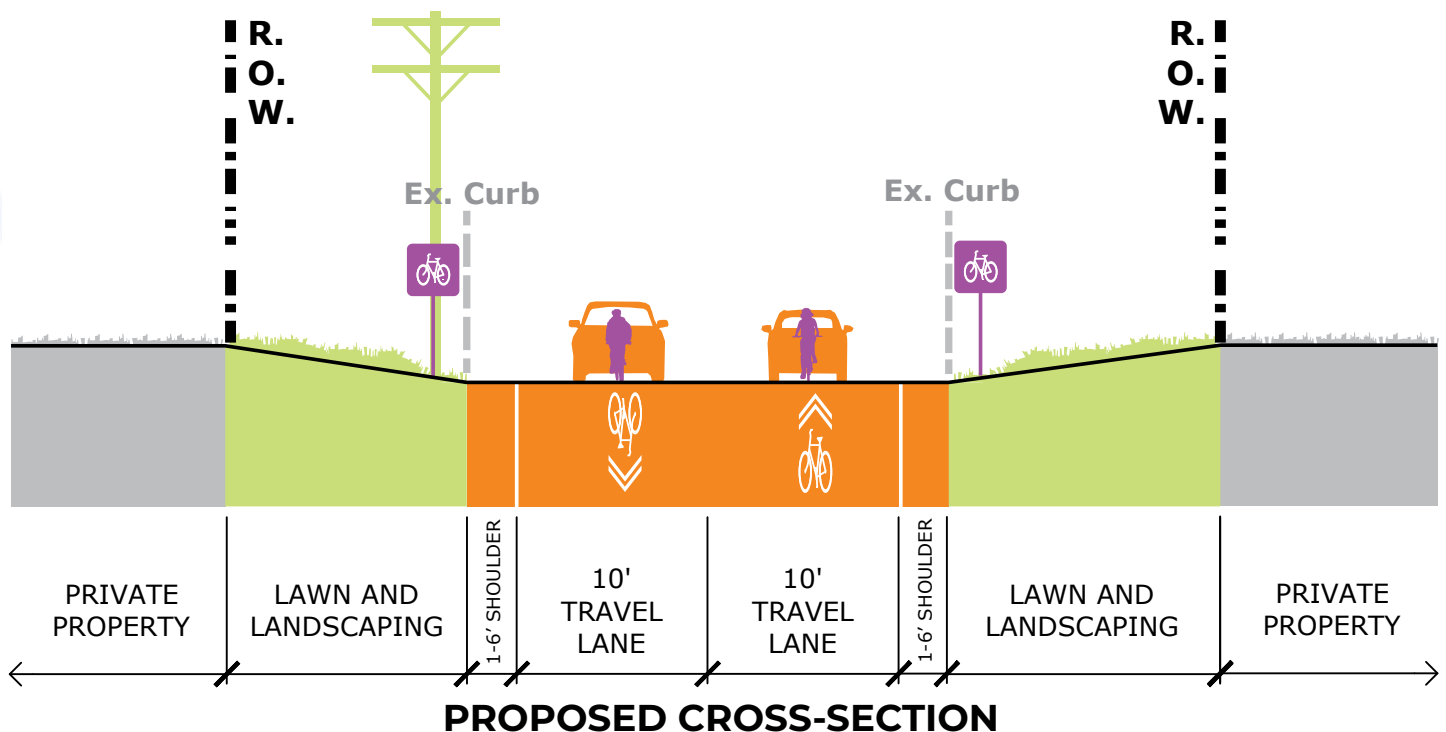 R.
O.
W.
R.
O.
W.
Ex. Curb
Ex. Curb
PRIVATE
PROPERTY
LAWN AND
LANDSCAPING
1-6’ SHOULDER
10'
TRAVEL
LANE
10'
TRAVEL
LANE
1-6’ SHOULDER
LAWN AND
LANDSCAPING
PRIVATE
PROPERTY
PROPOSED CROSS-SECTION